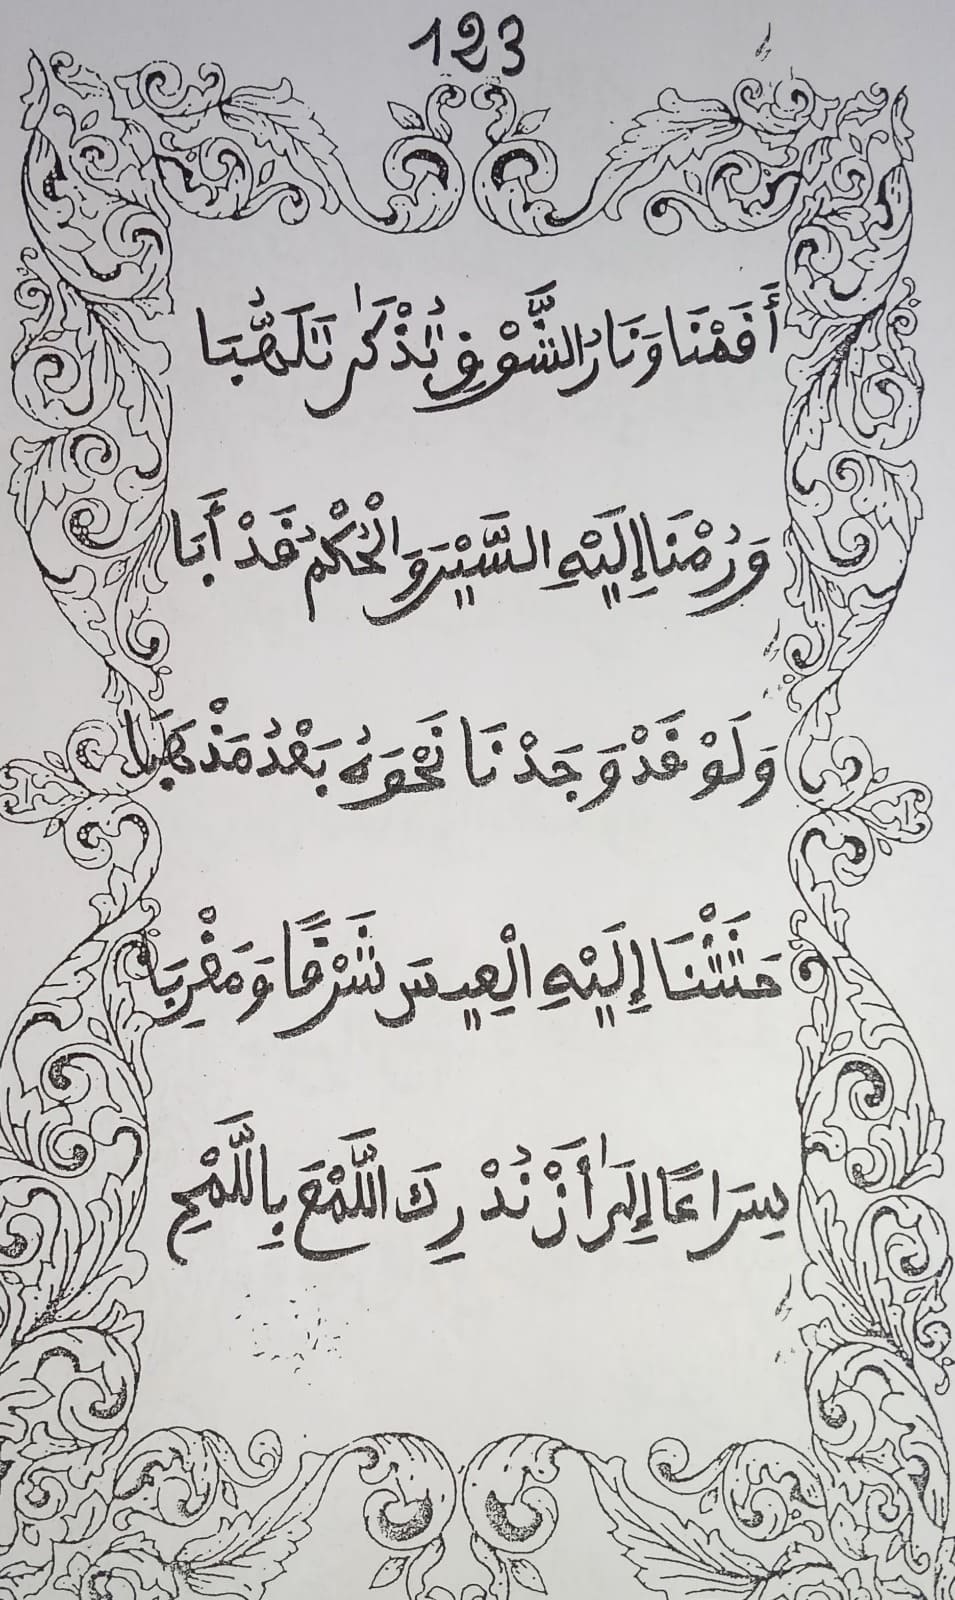 123
أَقَمْنَا وَنَارُ الشَّوْقِ تُذْكَىٰ تَلَهُّبَا
وَرُمْنَا إِلَيْهِ السَّيْرَ وَالْحُكْمُ قَدْ أَبَا
وَلَوْ قَدْ وَجَدْنَا نَحْوَهُ بَعْدُ مَذْهَبَا
حَثَثْنَا إِلَيْهِ الْعِيسَ شَرْقًا وَمَغْرِبَا
سِرَاعًا إِلَىٰ أَنْ نُدْرِكَ اللَّمْحَ بِاللَّمْحِ